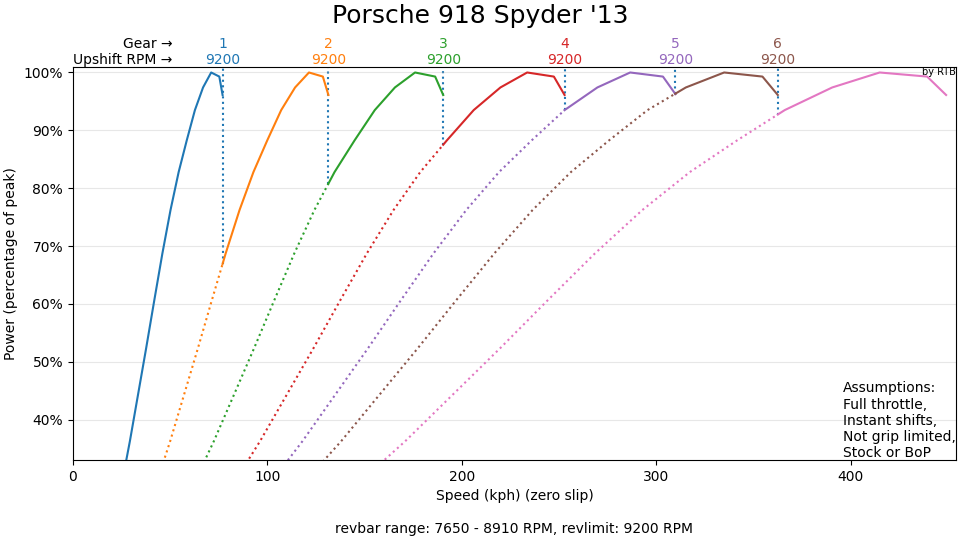 Porsche 918 Spyder '13
Gear → 1 2 3 4 5 6
Upshift RPM → 9200 9200 9200 9200 9200 9200
by RTB
100%
90%
80%
70%
60%
50%
40%
Power (percentage of peak)
Assumptions:
Full throttle,
Instant shifts,
Not grip limited,
Stock or BoP
0 100 200 300 400
Speed (kph) (zero slip)
revbar range: 7650 - 8910 RPM, revlimit: 9200 RPM